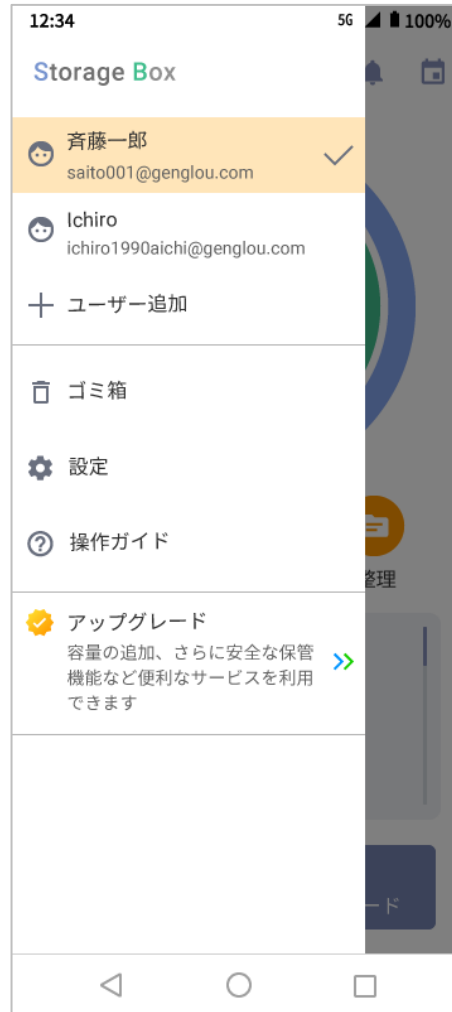 12:34 5G 100%
Storage Box
斉藤一郎
saito001@genglou.com
Ichiro
ichiro1990aichi@genglou.com
ユーザー追加
ゴミ箱
設定
操作ガイド
整理
アップグレード
容量の追加、さらに安全な保管
機能など便利なサービスを利用
できます
ード